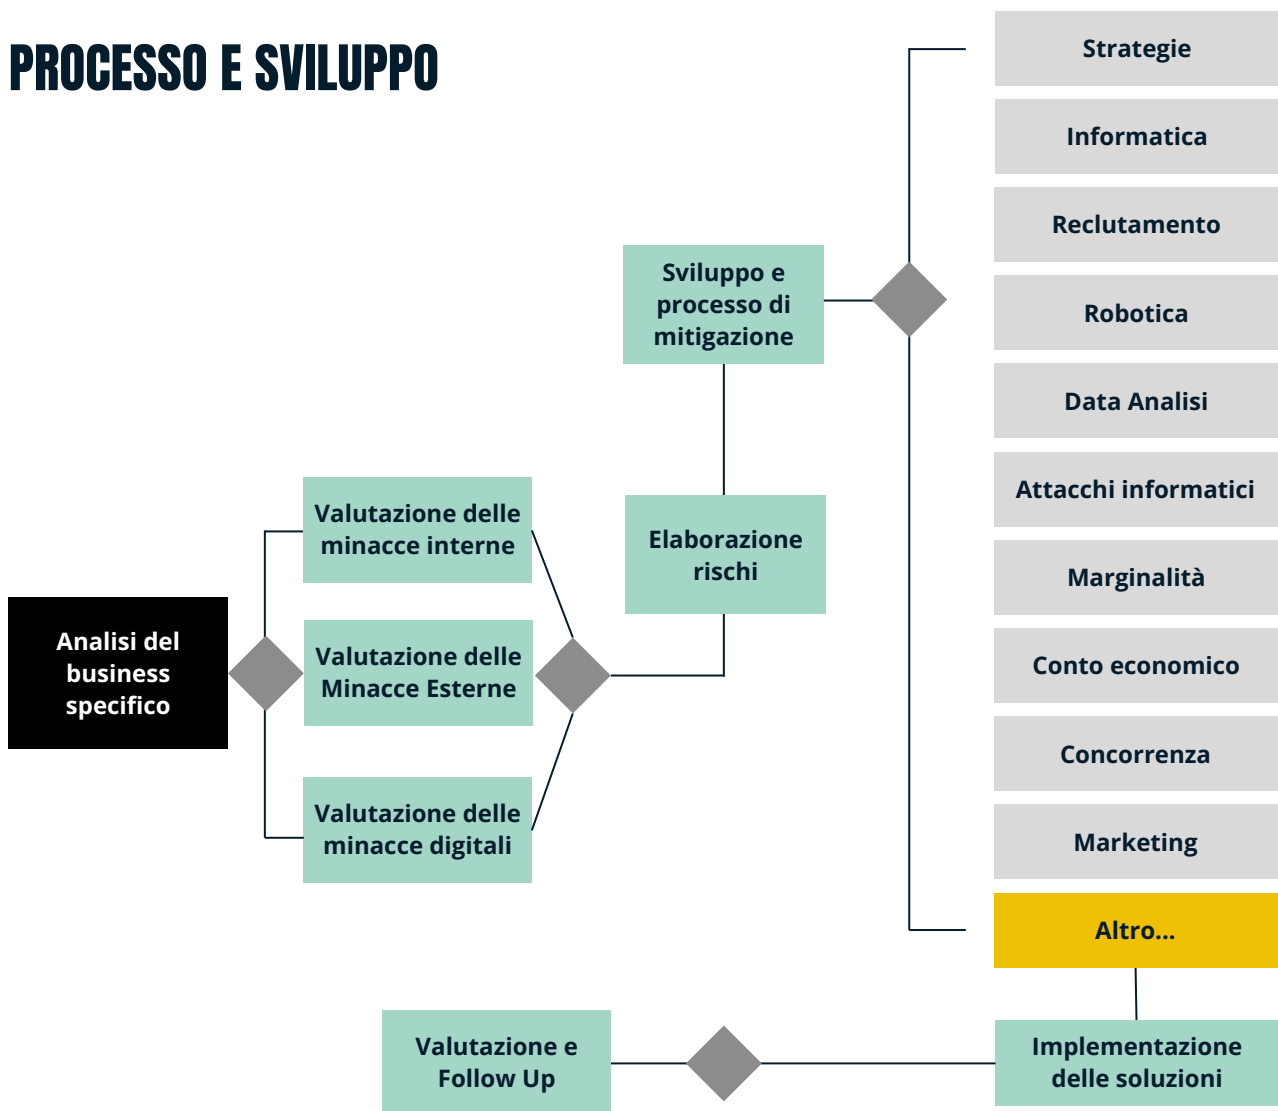 PROCESSO E SVILUPPO
Analisi del
business
specifico
Valutazione delle
minacce interne
Valutazione delle
Minacce Esterne
Valutazione delle
minacce digitali
Elaborazione
rischi
Sviluppo e
processo di
mitigazione
Strategie
Informatica
Reclutamento
Robotica
Data Analisi
Attacchi informatici
Marginalità
Conto economico
Concorrenza
Marketing
Altro...
Implementazione
delle soluzioni
Valutazione e
Follow Up